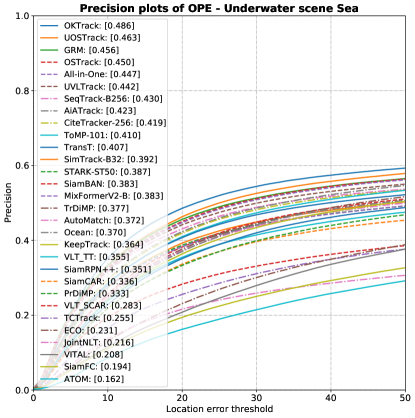 Precision plots of OPE - Underwater scene Sea
1.0
0.8
0.6
0.4
0.2
0.0
Precision
OKTrack: [0.486]
UOSTrack: [0.463]
GRM: [0.456]
OSTrack: [0.450]
All-in-One: [0.447]
UVLTrack: [0.442]
SeqTrack-B256: [0.430]
AiATrack: [0.423]
CiteTracker-256: [0.419]
ToMP-101: [0.410]
TransT: [0.407]
SimTrack-B32: [0.392]
STARK-ST50: [0.387]
SiamBAN: [0.383]
MixFormerV2-B: [0.383]
TrDiMP: [0.377]
AutoMatch: [0.372]
Ocean: [0.370]
KeepTrack: [0.364]
VLT_TT: [0.355]
SiamRPN++: [0.351]
SiamCAR: [0.336]
PrDiMP: [0.333]
VLT_SCAR: [0.283]
TCTrack: [0.255]
ECO: [0.231]
JointNLT: [0.216]
VITAL: [0.208]
SiamFC: [0.194]
ATOM: [0.162]
0 10 20 30 40 50
Location error threshold